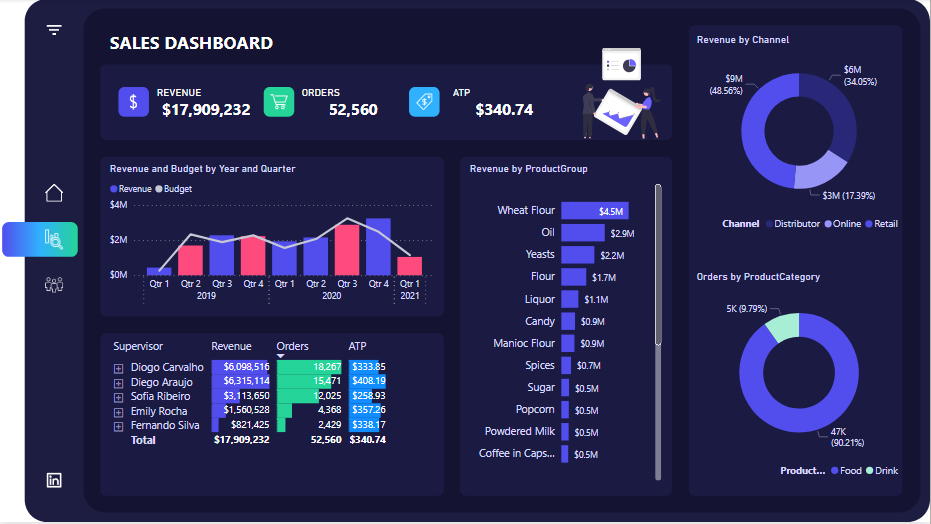 SALES DASHBOARD
REVENUE
$17,909,232
ORDERS
52,560
ATP
$340.74
Revenue and Budget by Year and Quarter
Revenue Budget
$4M
$2M
$0M
Qtr 1 Qtr 2 Qtr 3 Qtr 4 Qtr 1 Qtr 2 Qtr 3 Qtr 4 Qtr 1
2019 2020 2021
Supervisor Revenue Orders ATP
Diogo Carvalho $6,098,516 18,267 $333.85
Diego Araujo $6,315,114 15,471 $408.19
Sofia Ribeiro $3,113,650 12,025 $258.93
Emily Rocha $1,560,528 4,368 $357.26
Fernando Silva $821,425 2,429 $338.17
Total $17,909,232 52,560 $340.74
Revenue by ProductGroup
Wheat Flour $4.5M
Oil $2.9M
Yeasts $2.2M
Flour $1.7M
Liquor $1.1M
Candy $0.9M
Manioc Flour $0.9M
Spices $0.7M
Sugar $0.5M
Popcorn $0.5M
Powdered Milk $0.5M
Coffee in Caps... $0.5M
Revenue by Channel
$6M
(34.05%)
$9M
(48.56%)
$3M (17.39%)
Channel Distributor Online Retail
Orders by ProductCategory
5K (9.79%)
47K
(90.21%)
Product... Food Drink
in